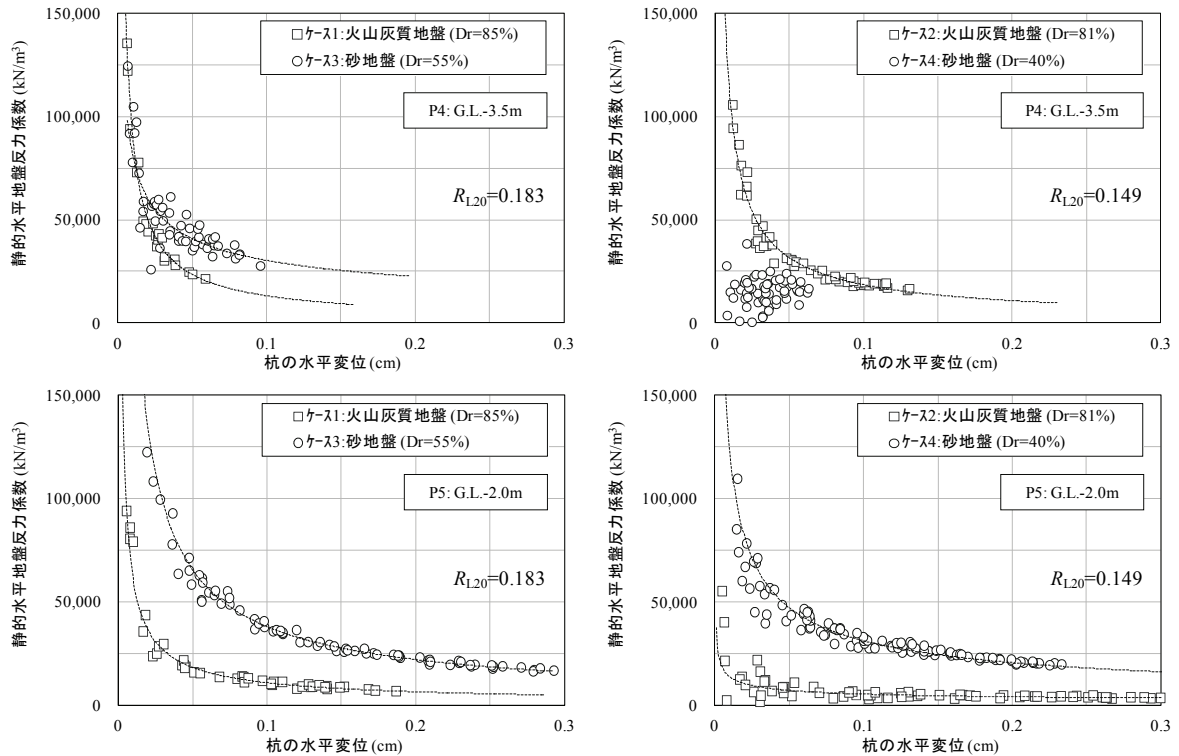 150,000
100,000
50,000
0
静的水平地盤反力係数 (kN/m³)
ケース1:火山灰質地盤 (Dr=85%)
ケース3:砂地盤 (Dr=55%)
P4: G.L.-3.5m
RL20=0.183
0 0.1 0.2 0.3
杭の水平変位 (cm)
150,000
100,000
50,000
0
静的水平地盤反力係数 (kN/m³)
ケース2:火山灰質地盤 (Dr=81%)
ケース4:砂地盤 (Dr=40%)
P4: G.L.-3.5m
RL20=0.149
0 0.1 0.2 0.3
杭の水平変位 (cm)
150,000
100,000
50,000
0
静的水平地盤反力係数 (kN/m³)
ケース1:火山灰質地盤 (Dr=85%)
ケース3:砂地盤 (Dr=55%)
P5: G.L.-2.0m
RL20=0.183
0 0.1 0.2 0.3
杭の水平変位 (cm)
150,000
100,000
50,000
0
静的水平地盤反力係数 (kN/m³)
ケース2:火山灰質地盤 (Dr=81%)
ケース4:砂地盤 (Dr=40%)
P5: G.L.-2.0m
RL20=0.149
0 0.1 0.2 0.3
杭の水平変位 (cm)